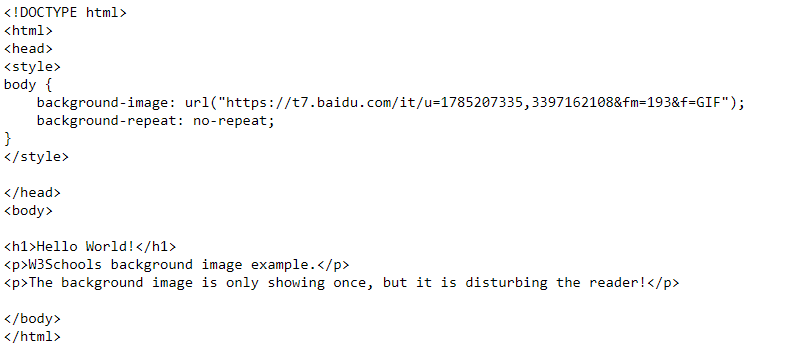 <!DOCTYPE html>
<html>
<head>
<style>
body {
    background-image: url("https://t7.baidu.com/it/u=1785207335,3397162108&fm=193&f=GIF");
    background-repeat: no-repeat;
}
</style>

</head>
<body>

<h1>Hello World!</h1>
<p>W3Schools background image example.</p>
<p>The background image is only showing once, but it is disturbing the reader!</p>

</body>
</html>